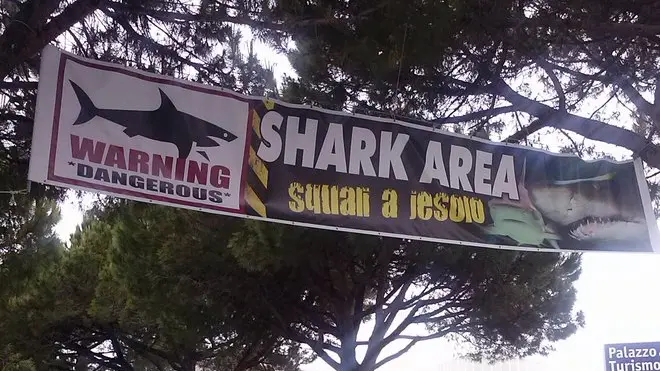 WARNING
*DANGEROUS*
SHARK AREA
squali a jesolo
Palazzo
Turismo